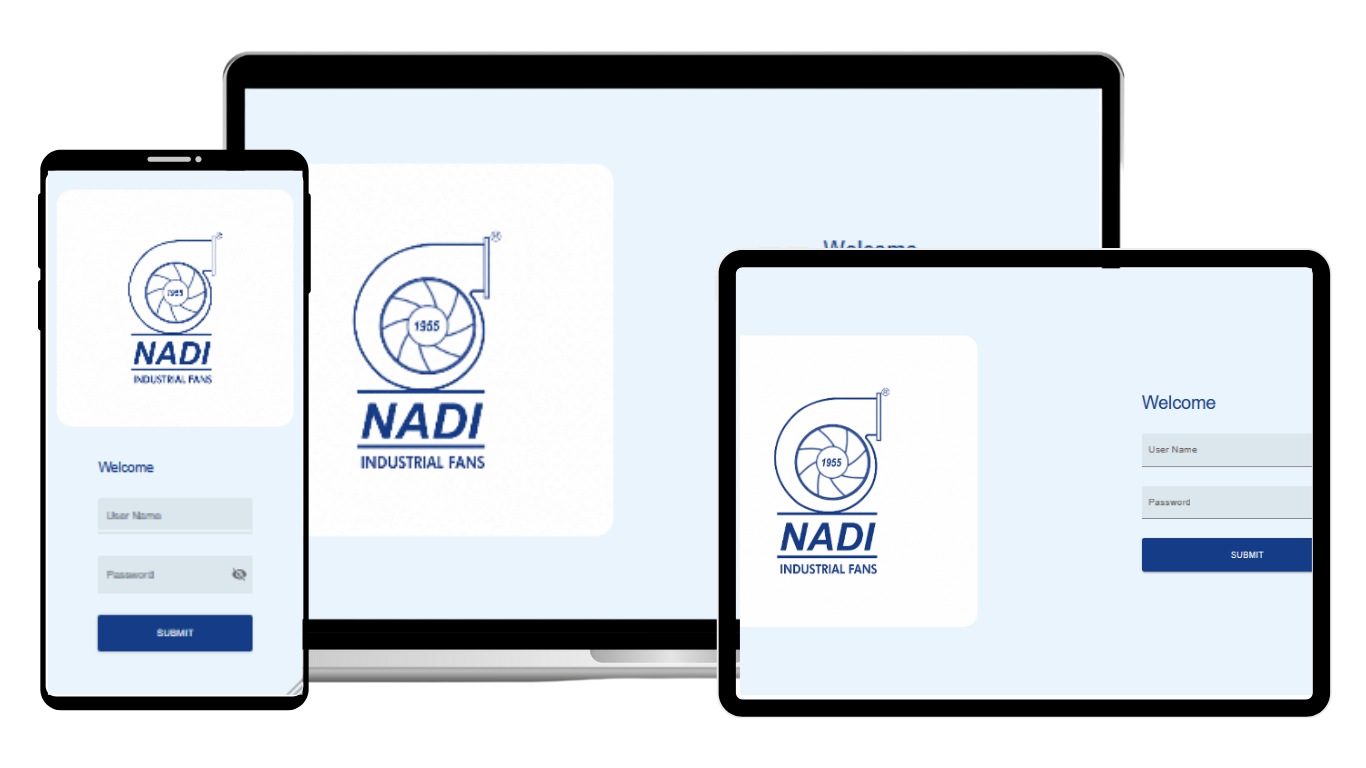 ®
1955
NADI
INDUSTRIAL FANS
Welcome
User Name
Password
SUBMIT
®
1955
NADI
INDUSTRIAL FANS
Welcome
®
1955
NADI
INDUSTRIAL FANS
Welcome
User Name
Password
SUBMIT